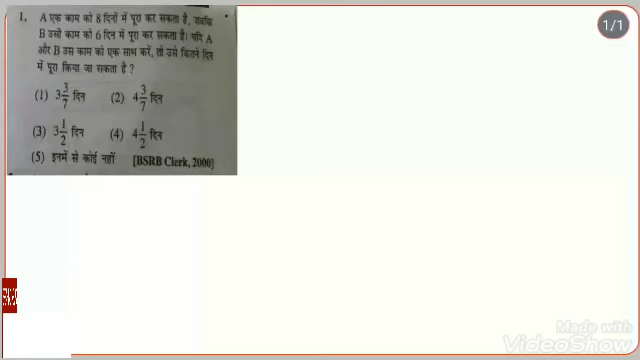 1/1
1. A एक काम को 8 दिनों में पूरा कर सकता है, जबकि
B उसी काम को 6 दिन में पूरा कर सकता है। यदि A
और B उस काम को एक साथ करें, तो उसे कितने दिन
में पूरा किया जा सकता है ?
(1) 3 3/7 दिन (2) 4 3/7 दिन
(3) 3 1/2 दिन (4) 4 1/2 दिन
(5) इनमें से कोई नहीं [BSRB Clerk, 2000]
Made with
VideoShow